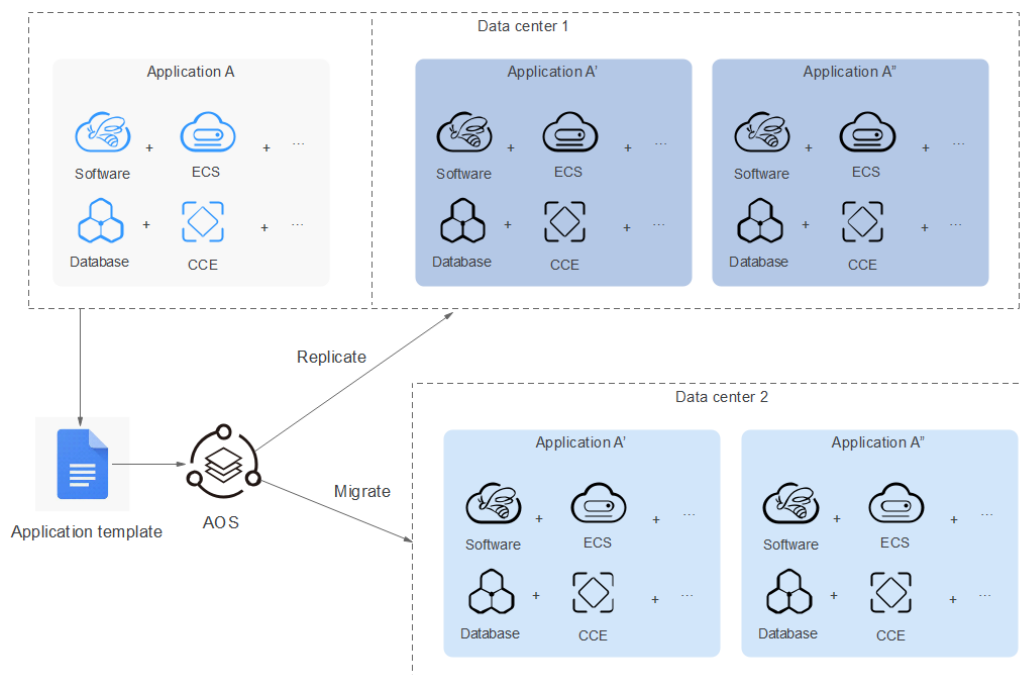 Data center 1
Application A
Software + ECS + ...
Database + CCE + ...
Application A'
Software + ECS + ...
Database + CCE + ...
Application A"
Software + ECS + ...
Database + CCE + ...
Replicate
Application template
AOS
Migrate
Data center 2
Application A'
Software + ECS + ...
Database + CCE + ...
Application A"
Software + ECS + ...
Database + CCE + ...